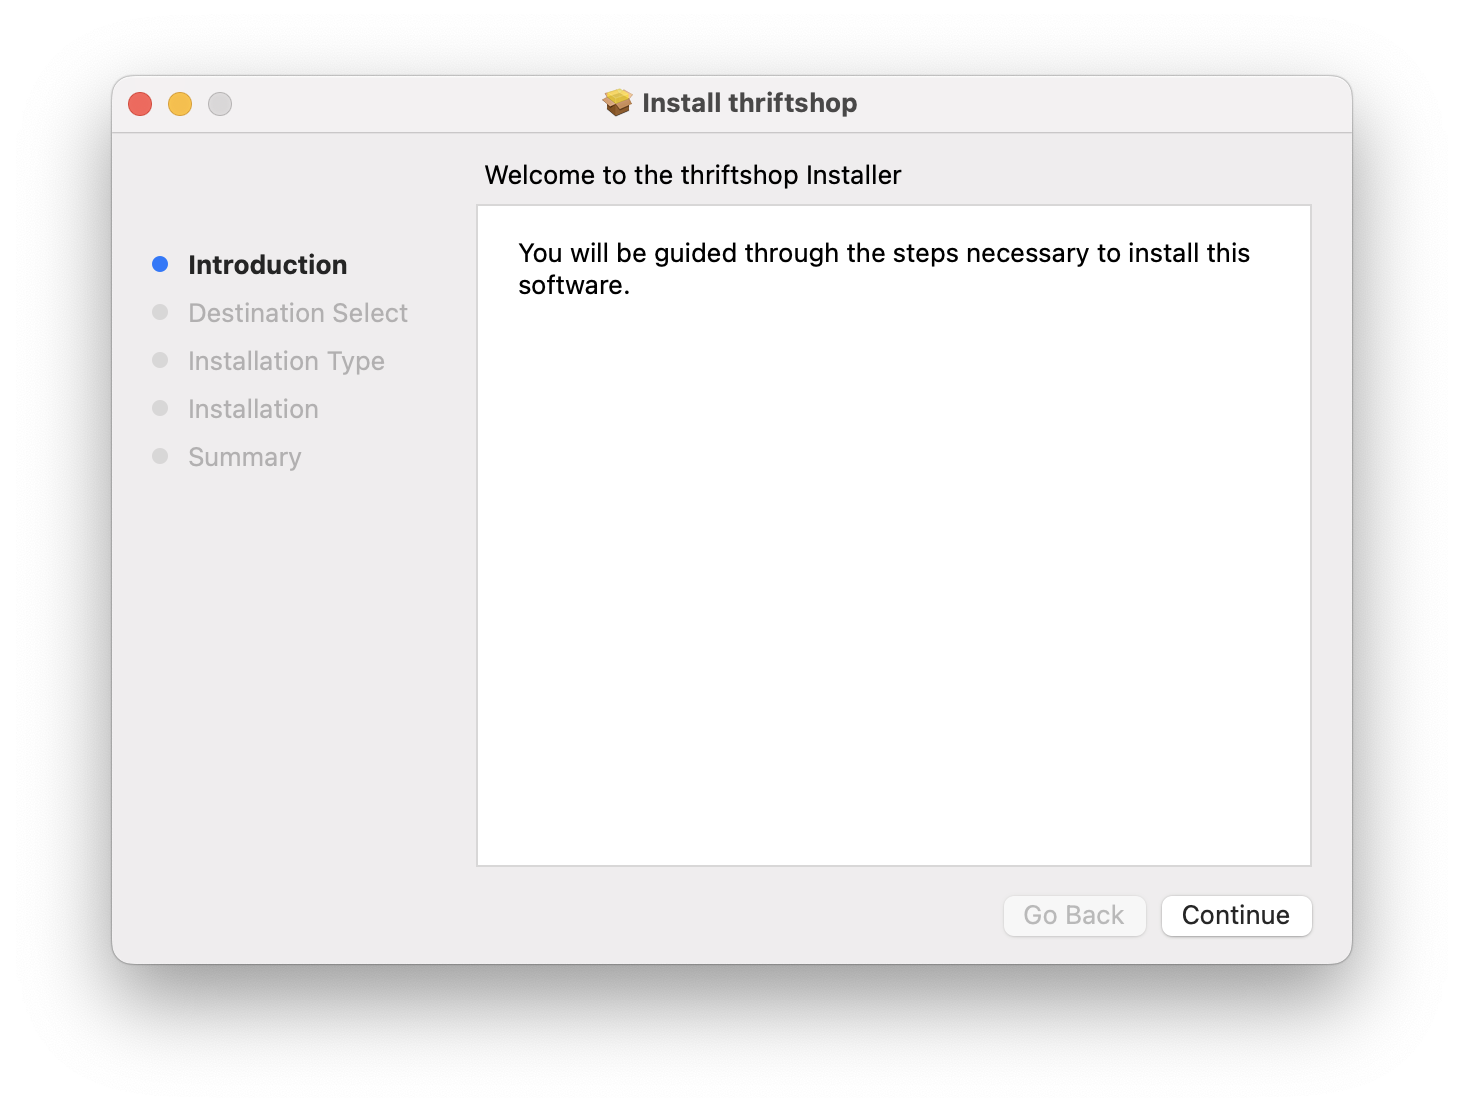 Install thriftshop
Welcome to the thriftshop Installer
Introduction
Destination Select
Installation Type
Installation
Summary
You will be guided through the steps necessary to install this
software.
Go Back
Continue